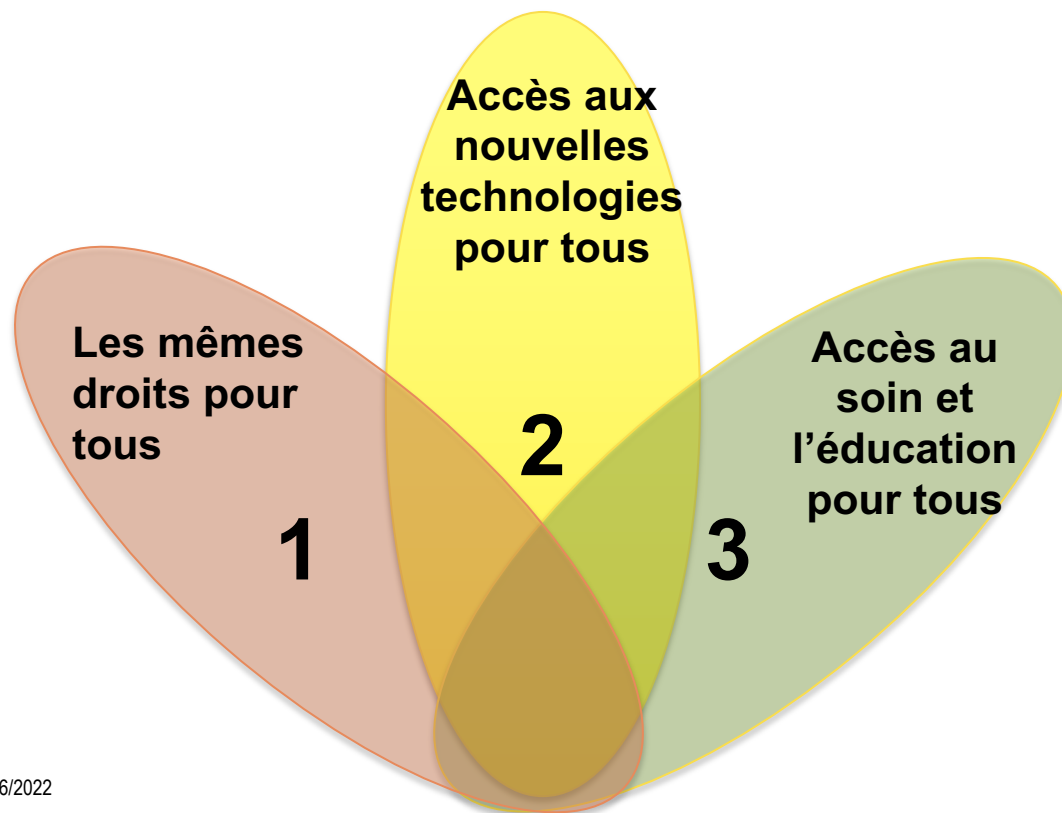 Accès aux
nouvelles
technologies
pour tous
Les mêmes
droits pour
tous
Accès au
soin et
l’éducation
pour tous
2
1
3
6/2022